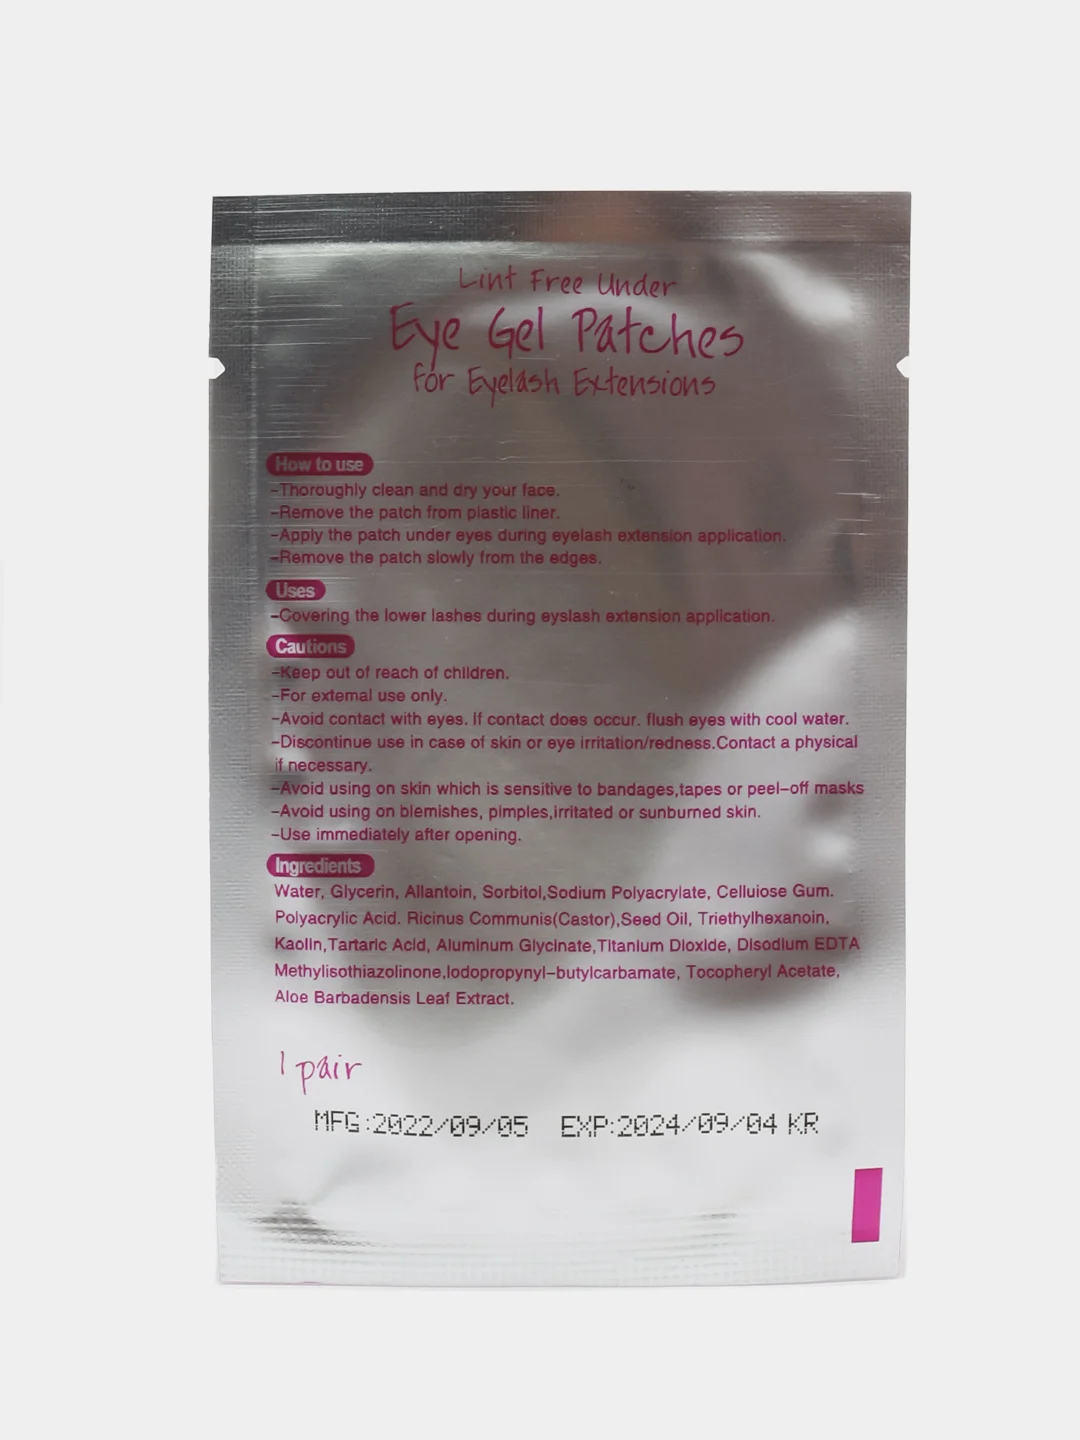 Lint Free Under
Eye Gel Patches
for Eyelash Extensions
How to use
-Thoroughly clean and dry your face.
-Remove the patch from plastic liner.
-Apply the patch under eyes during eyelash extension application.
-Remove the patch slowly from the edges.
Uses
-Covering the lower lashes during eyslash extension application.
Cautions
-Keep out of reach of children.
-For extemal use only.
-Avoid contact with eyes. If contact does occur. flush eyes with cool water.
-Discontinue use in case of skin or eye irritation/redness.Contact a physical
if necessary.
-Avoid using on skin which is sensitive to bandages,tapes or peel-off masks
-Avoid using on blemishes, pimples,irritated or sunburned skin.
-Use immediately after opening.
Ingredients
Water, Glycerin, Allantoin, Sorbitol,Sodium Polyacrylate, Celluiose Gum.
Polyacrylic Acid. Ricinus Communis(Castor),Seed Oil, Triethylhexanoin,
Kaolin,Tartaric Acid, Aluminum Glycinate,Titanium Dioxide, Disodium EDTA
Methylisothiazolinone,Iodopropynyl-butylcarbamate, Tocopheryl Acetate,
Aloe Barbadensis Leaf Extract.
1 pair
MFG:2022/09/05 EXP:2024/09/04 KR